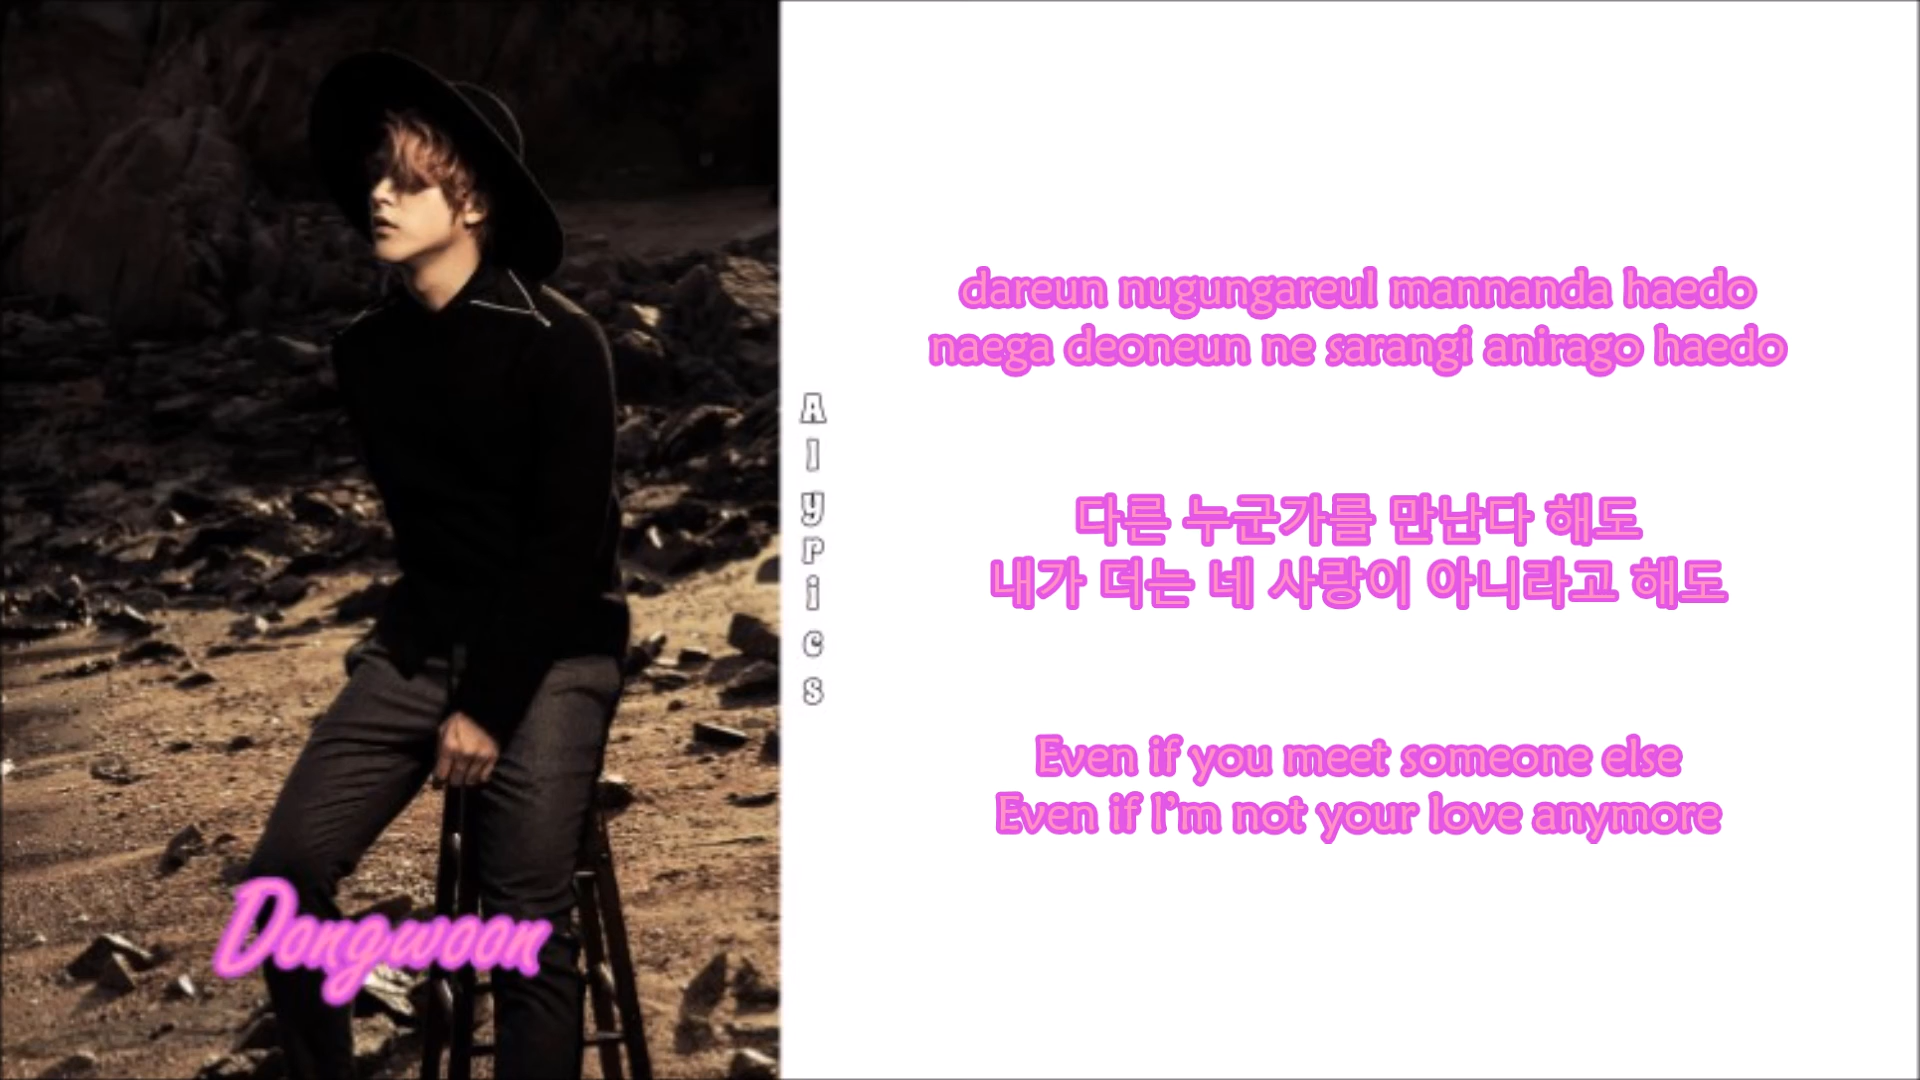 Dongwoon
Alyrics
dareun nugungareul mannanda haedo
naega deoneun ne sarangi anirago haedo
다른 누군가를 만난다 해도
내가 더는 네 사랑이 아니라고 해도
Even if you meet someone else
Even if I'm not your love anymore